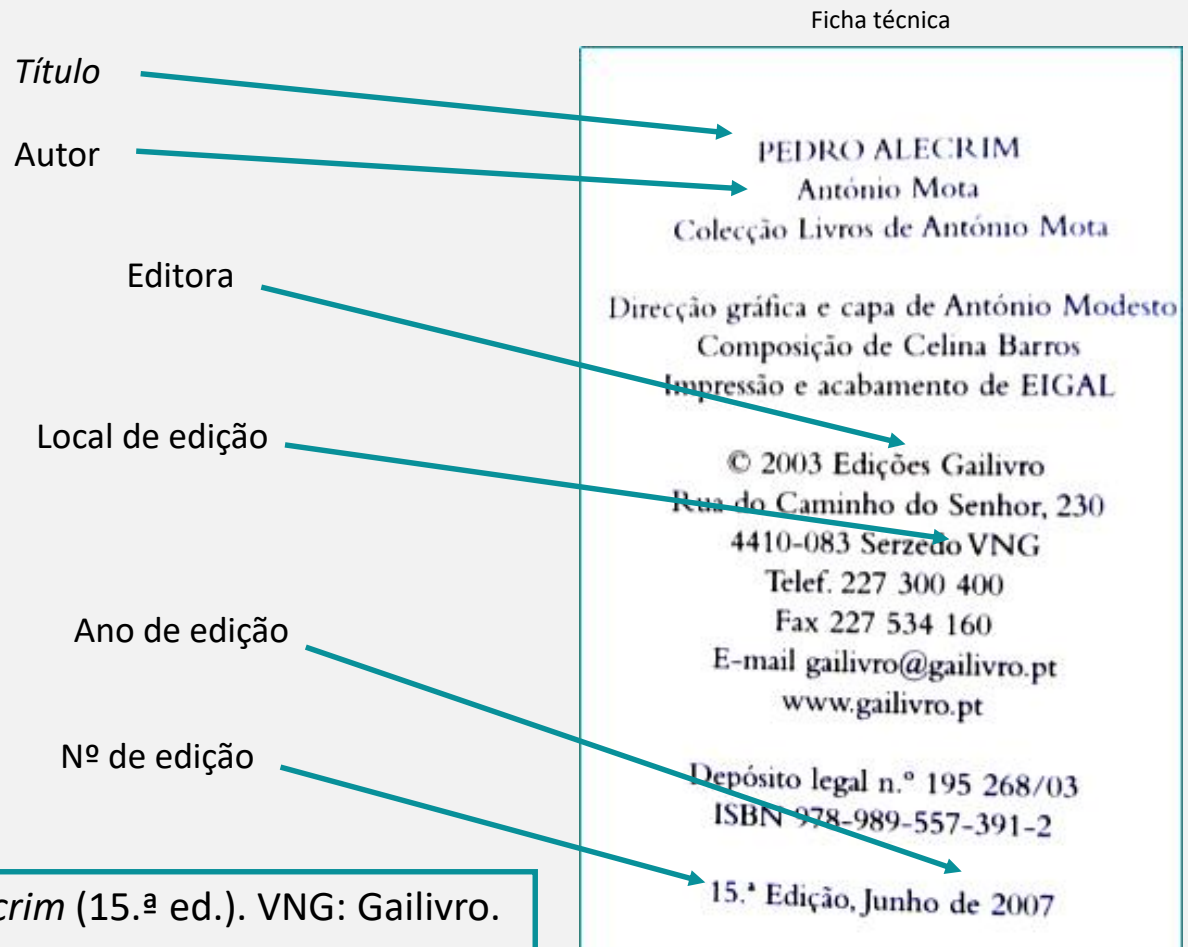 Ficha técnica
Título
Autor
Editora
Local de edição
Ano de edição
Nº de edição
PEDRO ALECRIM
António Mota
Colecção Livros de António Mota
Direcção gráfica e capa de António Modesto
Composição de Celina Barros
Impressão e acabamento de EIGAL
© 2003 Edições Gailivro
Rua do Caminho do Senhor, 230
4410-083 Serzedo VNG
Telef. 227 300 400
Fax 227 534 160
E-mail gailivro@gailivro.pt
www.gailivro.pt
Depósito legal n.º 195 268/03
ISBN 978-989-557-391-2
15.ª Edição, Junho de 2007
crim (15.ª ed.). VNG: Gailivro.